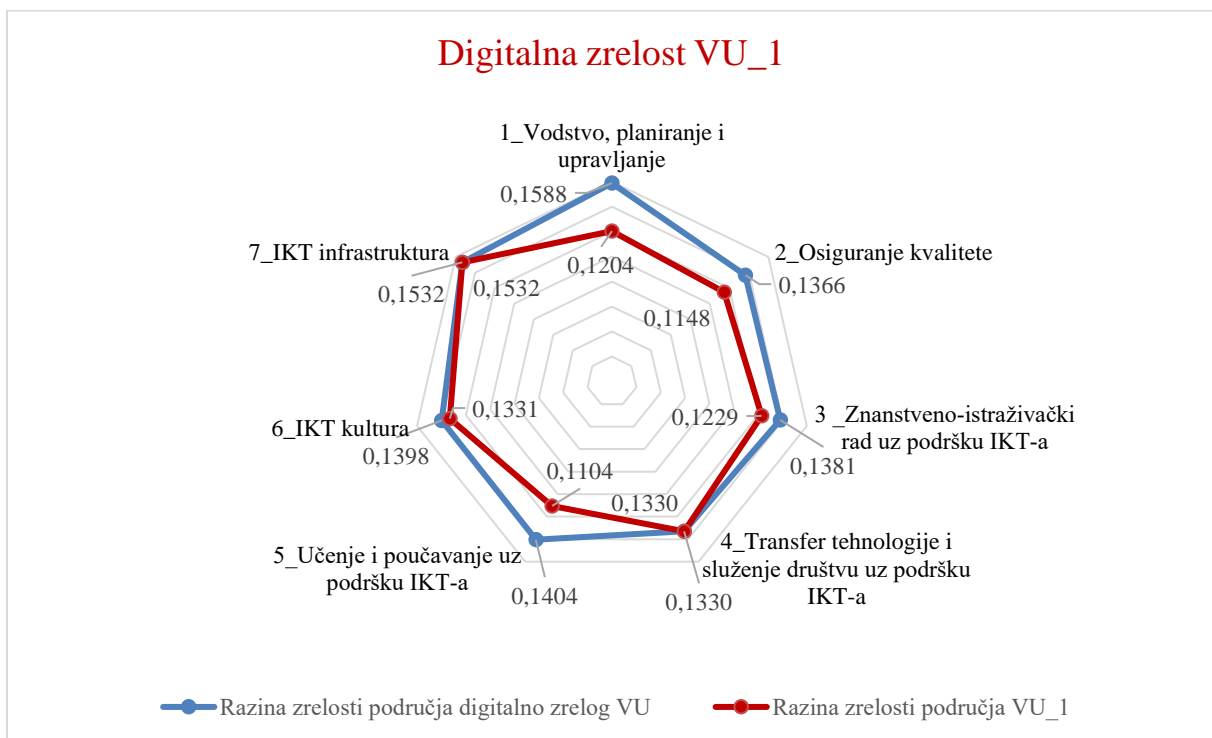 Digitalna zrelost VU_1
1_Vodstvo, planiranje i
upravljanje
0,1588
7_IKT infrastruktura
2_Osiguranje kvalitete
0,1204
0,1366
0,1532
0,1532
0,1148
0,1331
0,1229
3 _Znanstveno-istraživački
rad uz podršku IKT-a
6_IKT kultura
0,1398
0,1381
0,1104
0,1330
4_Transfer tehnologije i
služenje društvu uz podršku
IKT-a
5_Učenje i poučavanje uz
podršku IKT-a
0,1404
0,1330
Razina zrelosti područja digitalno zrelog VU
Razina zrelosti područja VU_1